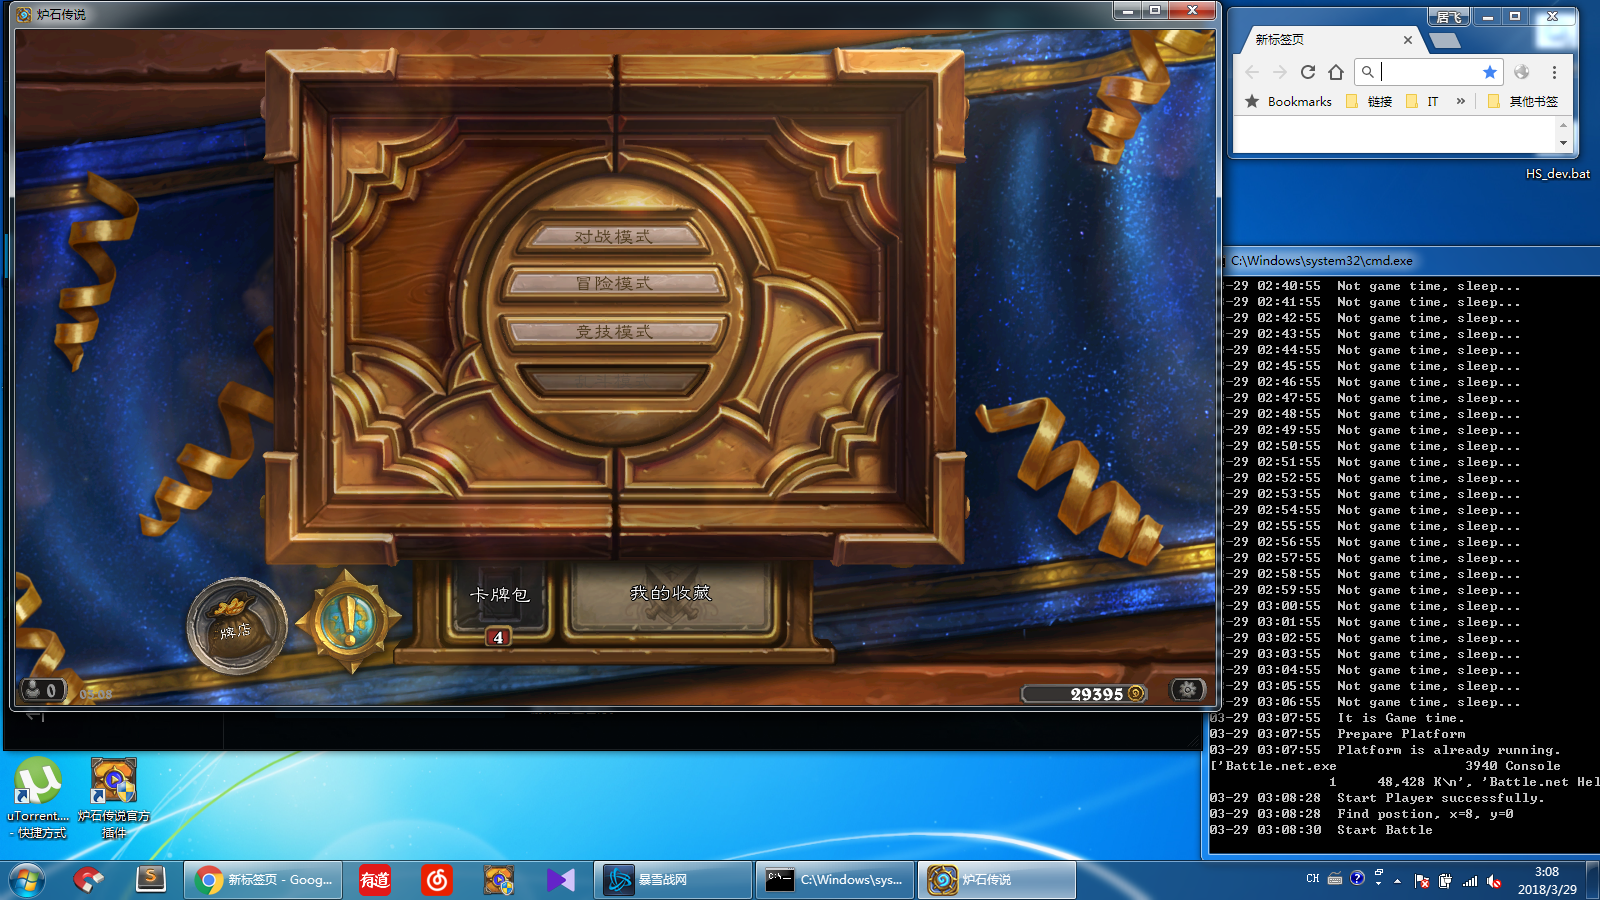 炉石传说
对战模式
冒险模式
竞技模式
牌店
卡牌包
4
我的收藏
0
03:08
29395
居飞
新标签页
Bookmarks
链接
IT
»
其他书签
HS_dev.bat
C:\Windows\system32\cmd.exe
-29 02:40:55 Not game time, sleep...
-29 02:41:55 Not game time, sleep...
-29 02:42:55 Not game time, sleep...
-29 02:43:55 Not game time, sleep...
-29 02:44:55 Not game time, sleep...
-29 02:45:55 Not game time, sleep...
-29 02:46:55 Not game time, sleep...
-29 02:47:55 Not game time, sleep...
-29 02:48:55 Not game time, sleep...
-29 02:49:55 Not game time, sleep...
-29 02:50:55 Not game time, sleep...
-29 02:51:55 Not game time, sleep...
-29 02:52:55 Not game time, sleep...
-29 02:53:55 Not game time, sleep...
-29 02:54:55 Not game time, sleep...
-29 02:55:55 Not game time, sleep...
-29 02:56:55 Not game time, sleep...
-29 02:57:55 Not game time, sleep...
-29 02:58:55 Not game time, sleep...
-29 02:59:55 Not game time, sleep...
-29 03:00:55 Not game time, sleep...
-29 03:01:55 Not game time, sleep...
-29 03:02:55 Not game time, sleep...
-29 03:03:55 Not game time, sleep...
-29 03:04:55 Not game time, sleep...
-29 03:05:55 Not game time, sleep...
-29 03:06:55 Not game time, sleep...
03-29 03:07:55 It is Game time.
03-29 03:07:55 Prepare Platform
03-29 03:07:55 Platform is already running.
['Battle.net.exe 3940 Console
1 48,428 K\n', 'Battle.net Hel
03-29 03:08:28 Start Player successfully.
03-29 03:08:28 Find postion, x=8, y=0
03-29 03:08:30 Start Battle
uTorrent....
- 快捷方式
炉石传说官方
插件
新标签页 - Goog...
有道
暴雪战网
C:\Windows\sys...
炉石传说
CH
3:08
2018/3/29